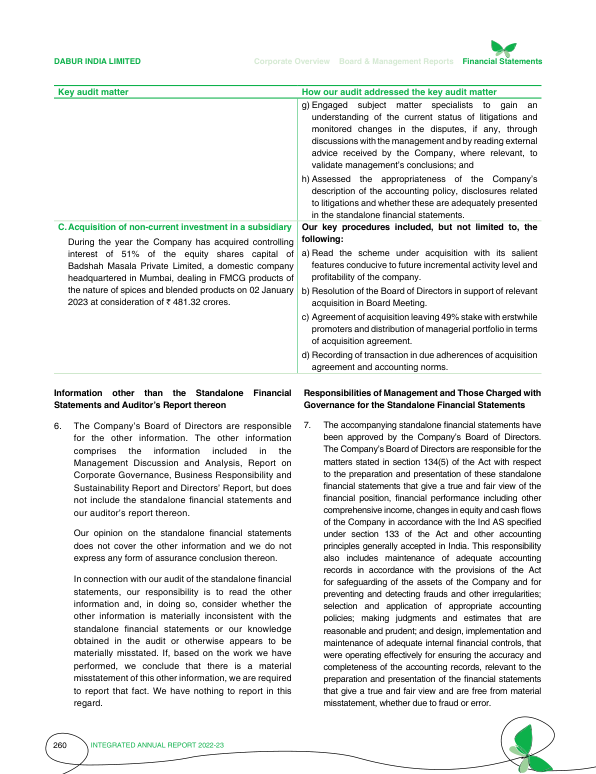 DABUR INDIA LIMITED
Corporate Overview Board & Management Reports Financial Statements
Key audit matter
How our audit addressed the key audit matter
g) Engaged subject matter specialists to gain an
understanding of the current status of litigations and
monitored changes in the disputes, if any, through
discussions with the management and by reading external
advice received by the Company, where relevant, to
validate management's conclusions; and
h) Assessed the appropriateness of the Company's
description of the accounting policy, disclosures related
to litigations and whether these are adequately presented
in the standalone financial statements.
C. Acquisition of non-current investment in a subsidiary
During the year the Company has acquired controlling
interest of 51% of the equity shares capital of
Badshah Masala Private Limited, a domestic company
headquartered in Mumbai, dealing in FMCG products of
the nature of spices and blended products on 02 January
2023 at consideration of ₹ 481.32 crores.
Our key procedures included, but not limited to, the
following:
a) Read the scheme under acquisition with its salient
features conducive to future incremental activity level and
profitability of the company.
b) Resolution of the Board of Directors in support of relevant
acquisition in Board Meeting.
c) Agreement of acquisition leaving 49% stake with erstwhile
promoters and distribution of managerial portfolio in terms
of acquisition agreement.
d) Recording of transaction in due adherences of acquisition
agreement and accounting norms.
Information other than the Standalone Financial
Statements and Auditor's Report thereon
6. The Company's Board of Directors are responsible
for the other information. The other information
comprises the information included in the
Management Discussion and Analysis, Report on
Corporate Governance, Business Responsibility and
Sustainability Report and Directors' Report, but does
not include the standalone financial statements and
our auditor's report thereon.
Our opinion on the standalone financial statements
does not cover the other information and we do not
express any form of assurance conclusion thereon.
In connection with our audit of the standalone financial
statements, our responsibility is to read the other
information and, in doing so, consider whether the
other information is materially inconsistent with the
standalone financial statements or our knowledge
obtained in the audit or otherwise appears to be
materially misstated. If, based on the work we have
performed, we conclude that there is a material
misstatement of this other information, we are required
to report that fact. We have nothing to report in this
regard.
Responsibilities of Management and Those Charged with
Governance for the Standalone Financial Statements
7. The accompanying standalone financial statements have
been approved by the Company's Board of Directors.
The Company's Board of Directors are responsible for the
matters stated in section 134(5) of the Act with respect
to the preparation and presentation of these standalone
financial statements that give a true and fair view of the
financial position, financial performance including other
comprehensive income, changes in equity and cash flows
of the Company in accordance with the Ind AS specified
under section 133 of the Act and other accounting
principles generally accepted in India. This responsibility
also includes maintenance of adequate accounting
records in accordance with the provisions of the Act
for safeguarding of the assets of the Company and for
preventing and detecting frauds and other irregularities;
selection and application of appropriate accounting
policies; making judgments and estimates that are
reasonable and prudent; and design, implementation and
maintenance of adequate internal financial controls, that
were operating effectively for ensuring the accuracy and
completeness of the accounting records, relevant to the
preparation and presentation of the financial statements
that give a true and fair view and are free from material
misstatement, whether due to fraud or error.
260 INTEGRATED ANNUAL REPORT 2022-23